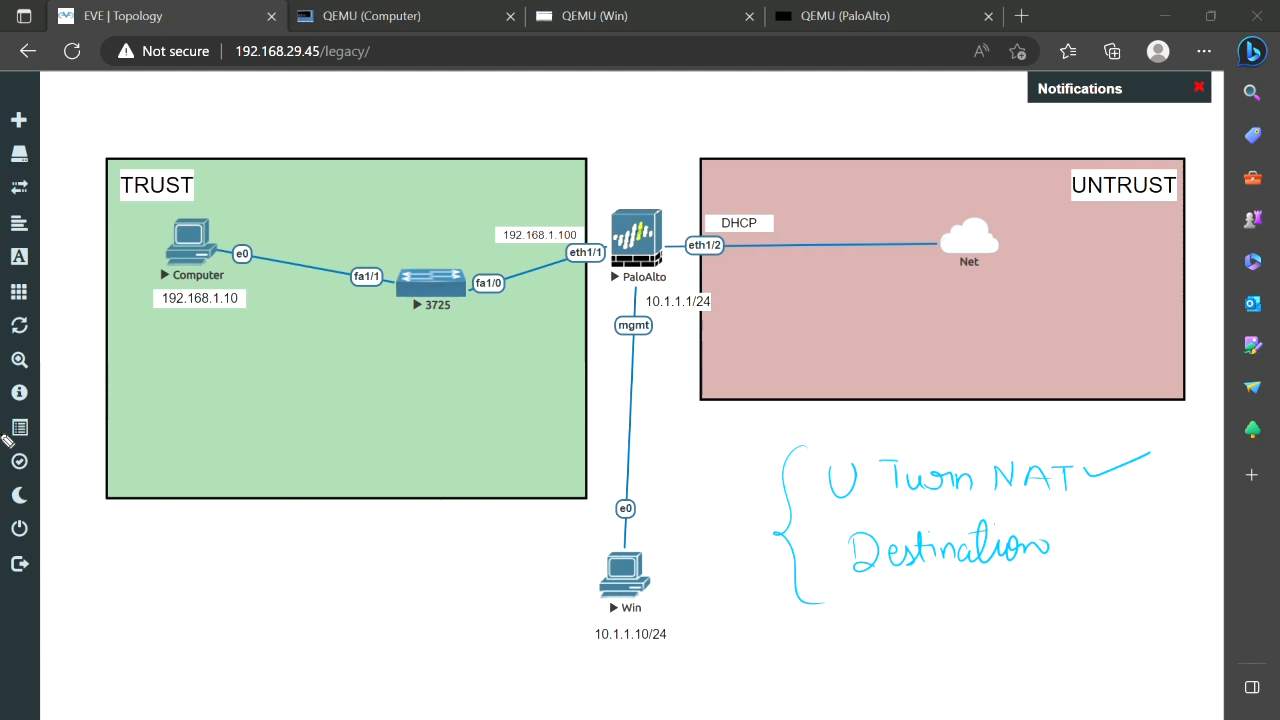 EVE | Topology
QEMU (Computer)
QEMU (Win)
QEMU (PaloAlto)
Not secure
192.168.29.45/legacy/
Notifications
TRUST
UNTRUST
192.168.1.100
DHCP
e0
eth1/1
eth1/2
Computer
fa1/1
fa1/0
PaloAlto
Net
192.168.1.10
3725
10.1.1.1/24
mgmt
U Turn NAT
e0
Destination
Win
10.1.1.10/24